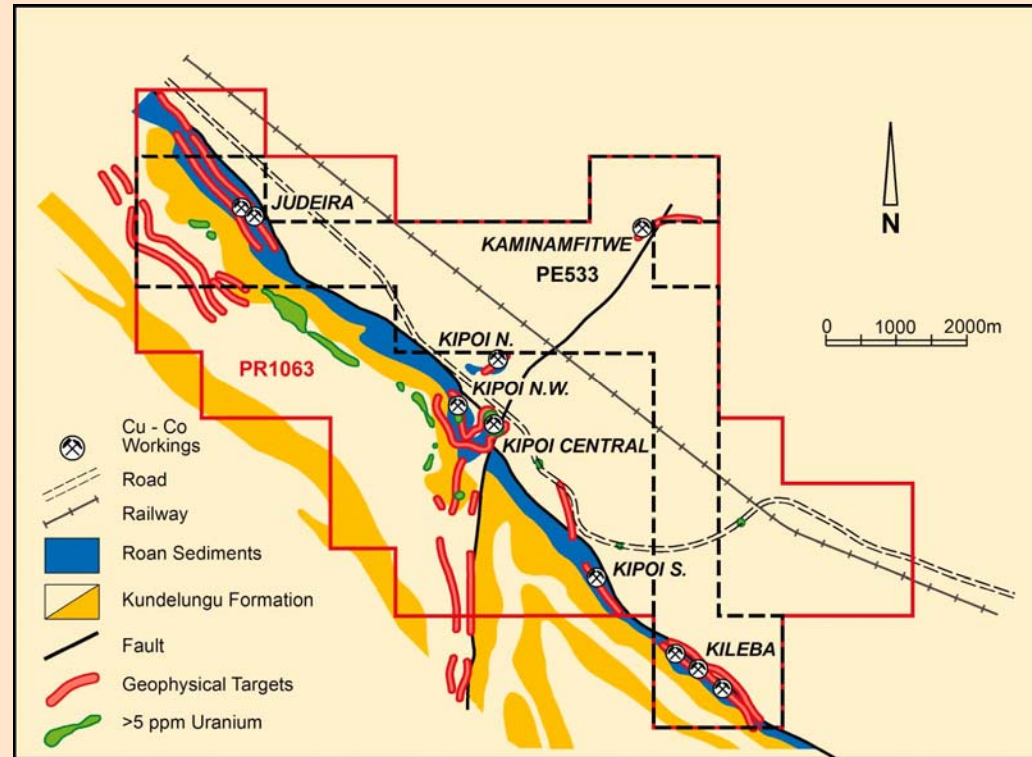 JUDEIRA
KAMINAMFITWE
PE533
N
0 1000 2000m
KIPOI N.
PR1063
KIPOI N.W.
KIPOI CENTRAL
KIPOI S.
KILEBA
Cu - Co
Workings
Road
Railway
Roan Sediments
Kundelungu Formation
Fault
Geophysical Targets
>5 ppm Uranium